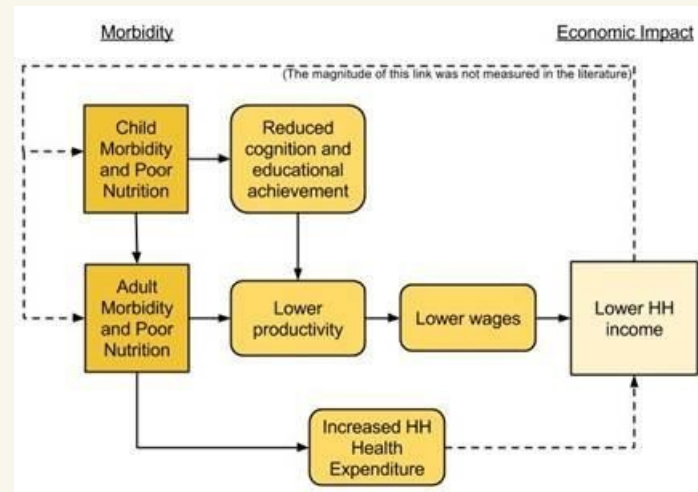 Morbidity
Economic Impact
(The magnitude of this link was not measured in the literature)
Child
Morbidity
and Poor
Nutrition
Reduced
cognition and
educational
achievement
Adult
Morbidity
and Poor
Nutrition
Lower
productivity
Lower wages
Lower HH
income
Increased HH
Health
Expenditure